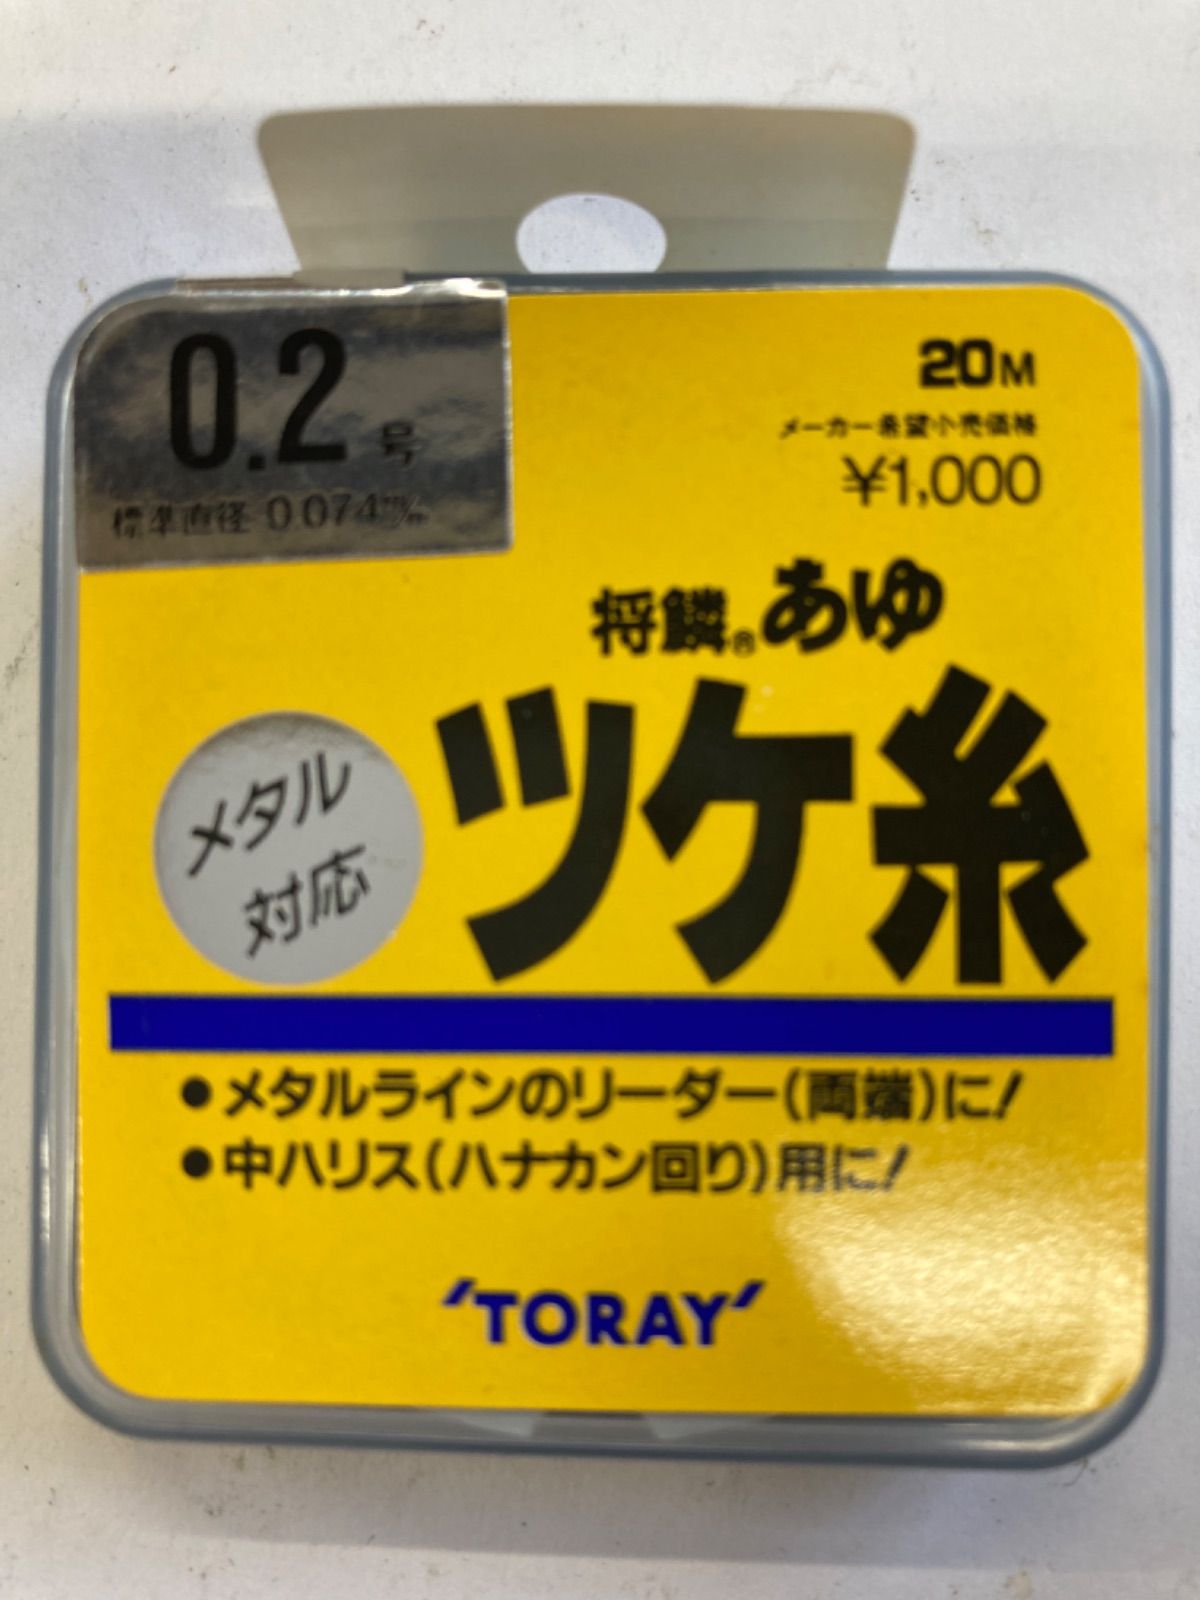 0.2号
標準直径 0.074㎜
20M
メーカー希望小売価格
¥1,000
将鱗®あゆ
ツケ糸
メタル
対応
●メタルラインのリーダー(両端)に!
●中ハリス(ハナカン回り)用に!
'TORAY'